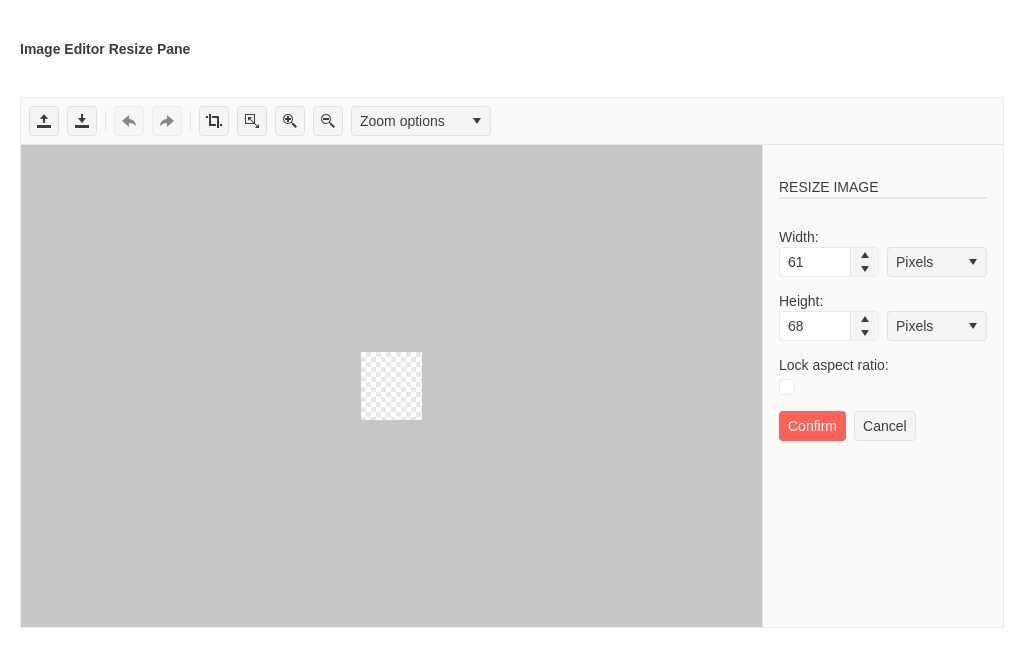 Image Editor Resize Pane
Zoom options
RESIZE IMAGE
Width:
61 Pixels
Height:
68 Pixels
Lock aspect ratio:
Confirm Cancel